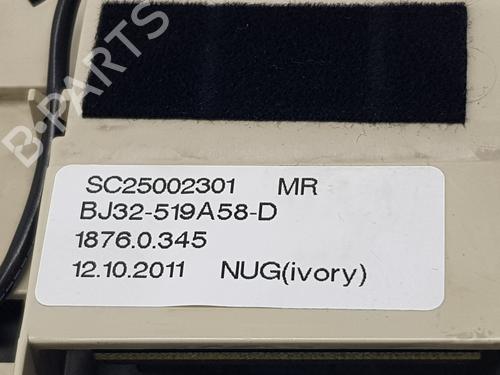 B-PARTS
SC25002301 MR
BJ32-519A58-D
1876.0.345
12.10.2011 NUG(ivory)